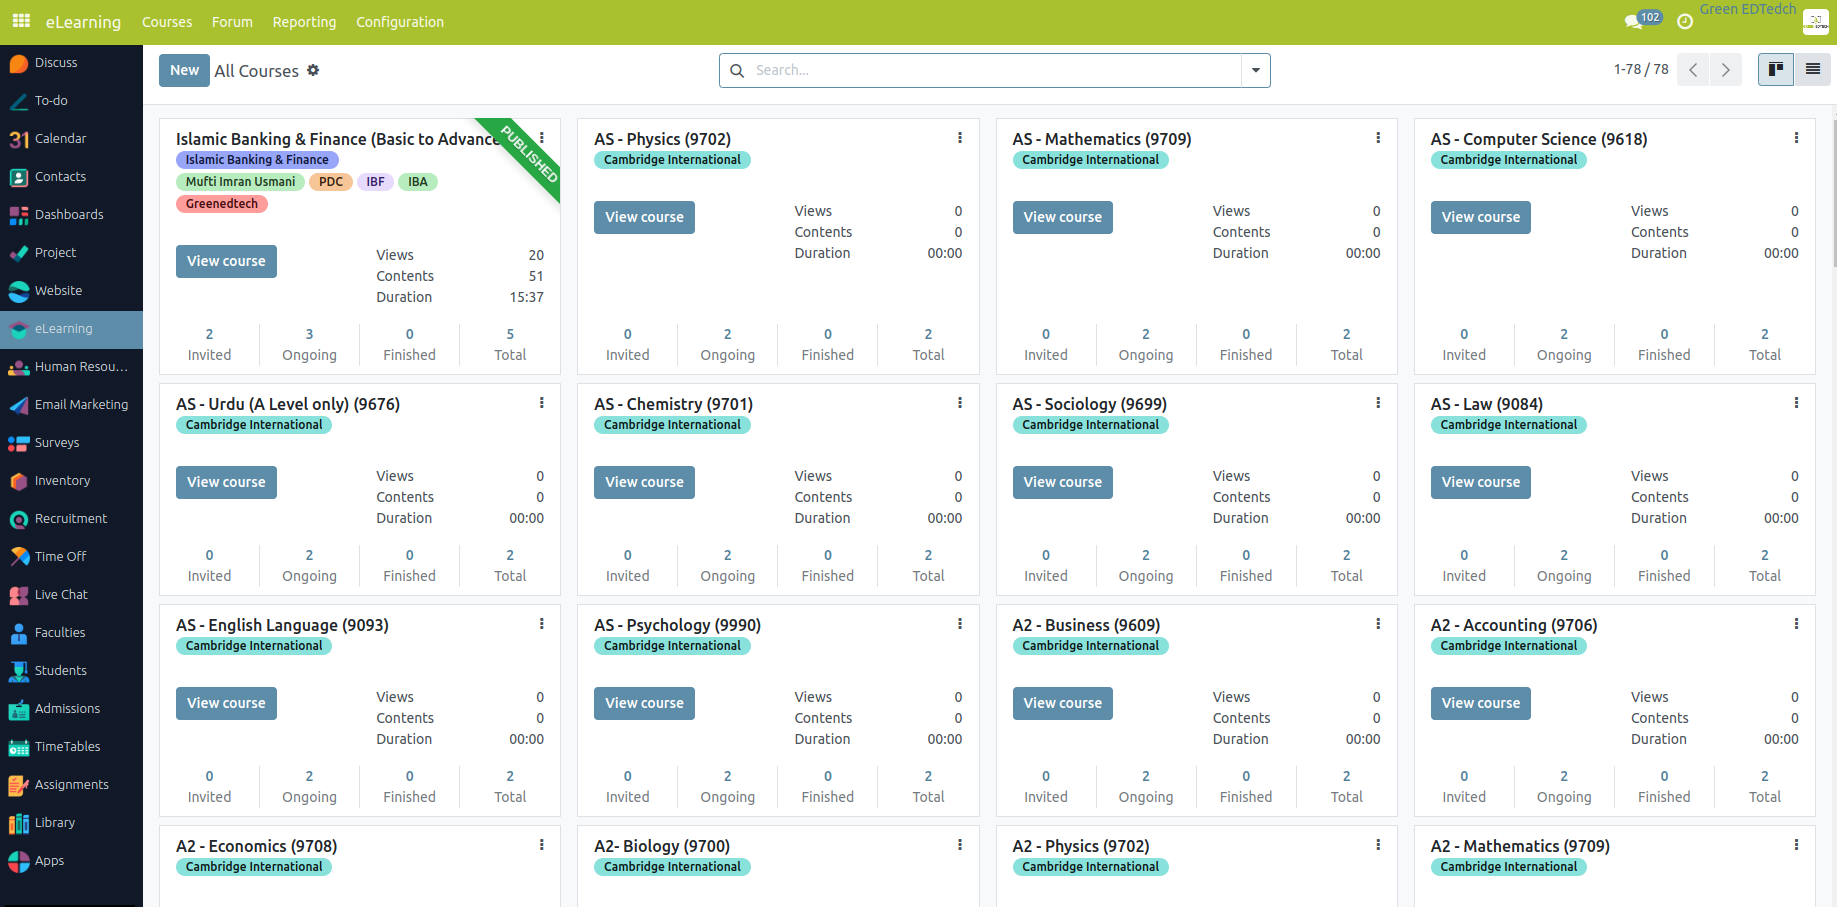 eLearning Courses Forum Reporting Configuration 102 Green EDTedch
Discuss
To-do
31 Calendar
Contacts
Dashboards
Project
Website
eLearning
Human Resou...
Email Marketing
Surveys
Inventory
Recruitment
Time Off
Live Chat
Faculties
Students
Admissions
TimeTables
Assignments
Library
Apps
New All Courses Search... 1-78 / 78
Islamic Banking & Finance (Basic to Advance
PUBLISHED
Islamic Banking & Finance
Mufti Imran Usmani PDC IBF IBA
Greenedtech
View course
Views 20
Contents 51
Duration 15:37
2 3 0 5
Invited Ongoing Finished Total
AS - Physics (9702)
Cambridge International
View course
Views 0
Contents 0
Duration 00:00
0 2 0 2
Invited Ongoing Finished Total
AS - Mathematics (9709)
Cambridge International
View course
Views 0
Contents 0
Duration 00:00
0 2 0 2
Invited Ongoing Finished Total
AS - Computer Science (9618)
Cambridge International
View course
Views 0
Contents 0
Duration 00:00
0 2 0 2
Invited Ongoing Finished Total
AS - Urdu (A Level only) (9676)
Cambridge International
View course
Views 0
Contents 0
Duration 00:00
0 2 0 2
Invited Ongoing Finished Total
AS - Chemistry (9701)
Cambridge International
View course
Views 0
Contents 0
Duration 00:00
0 2 0 2
Invited Ongoing Finished Total
AS - Sociology (9699)
Cambridge International
View course
Views 0
Contents 0
Duration 00:00
0 2 0 2
Invited Ongoing Finished Total
AS - Law (9084)
Cambridge International
View course
Views 0
Contents 0
Duration 00:00
0 2 0 2
Invited Ongoing Finished Total
AS - English Language (9093)
Cambridge International
View course
Views 0
Contents 0
Duration 00:00
0 2 0 2
Invited Ongoing Finished Total
AS - Psychology (9990)
Cambridge International
View course
Views 0
Contents 0
Duration 00:00
0 2 0 2
Invited Ongoing Finished Total
A2 - Business (9609)
Cambridge International
View course
Views 0
Contents 0
Duration 00:00
0 2 0 2
Invited Ongoing Finished Total
A2 - Accounting (9706)
Cambridge International
View course
Views 0
Contents 0
Duration 00:00
0 2 0 2
Invited Ongoing Finished Total
A2 - Economics (9708)
Cambridge International
A2- Biology (9700)
Cambridge International
A2 - Physics (9702)
Cambridge International
A2 - Mathematics (9709)
Cambridge International